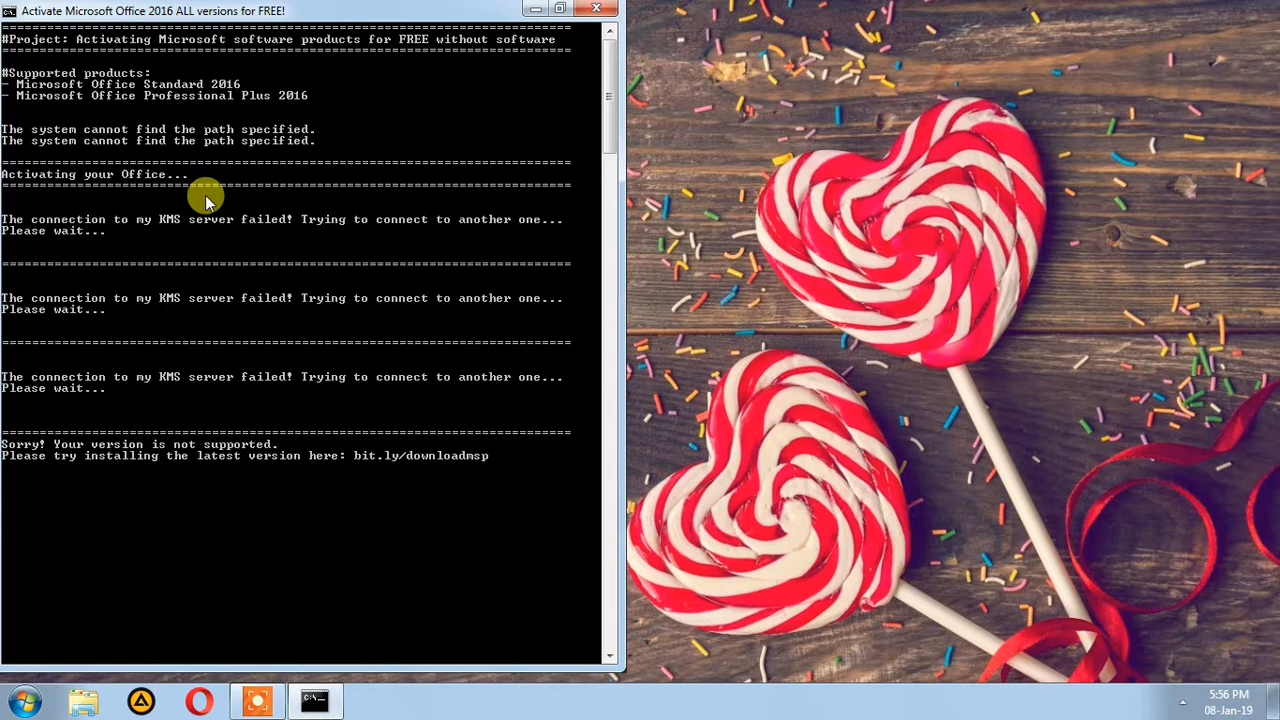 Activate Microsoft Office 2016 ALL versions for FREE!
============================================================================
#Project: Activating Microsoft software products for FREE without software
============================================================================
#Supported products:
- Microsoft Office Standard 2016
- Microsoft Office Professional Plus 2016
The system cannot find the path specified.
The system cannot find the path specified.
============================================================================
Activating your Office...
============================================================================
The connection to my KMS server failed! Trying to connect to another one...
Please wait...
============================================================================
The connection to my KMS server failed! Trying to connect to another one...
Please wait...
============================================================================
The connection to my KMS server failed! Trying to connect to another one...
Please wait...
============================================================================
Sorry! Your version is not supported.
Please try installing the latest version here: bit.ly/downloadmsp
5:56 PM
08-Jan-19